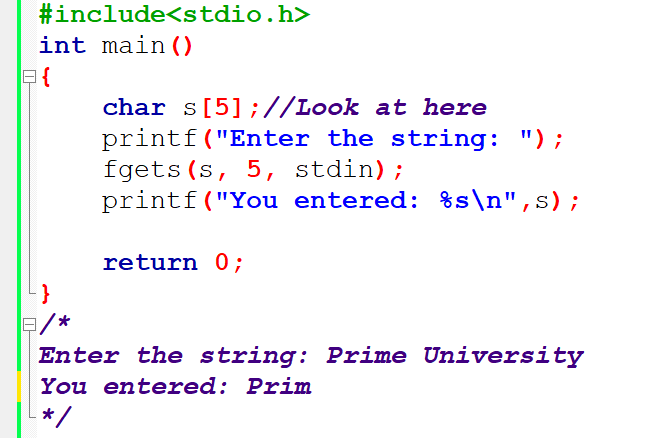 #include<stdio.h>
int main()
{
char s[5];//Look at here
printf("Enter the string: ");
fgets(s, 5, stdin);
printf("You entered: %s\n",s);
return 0;
}
/*
Enter the string: Prime University
You entered: Prim
*/